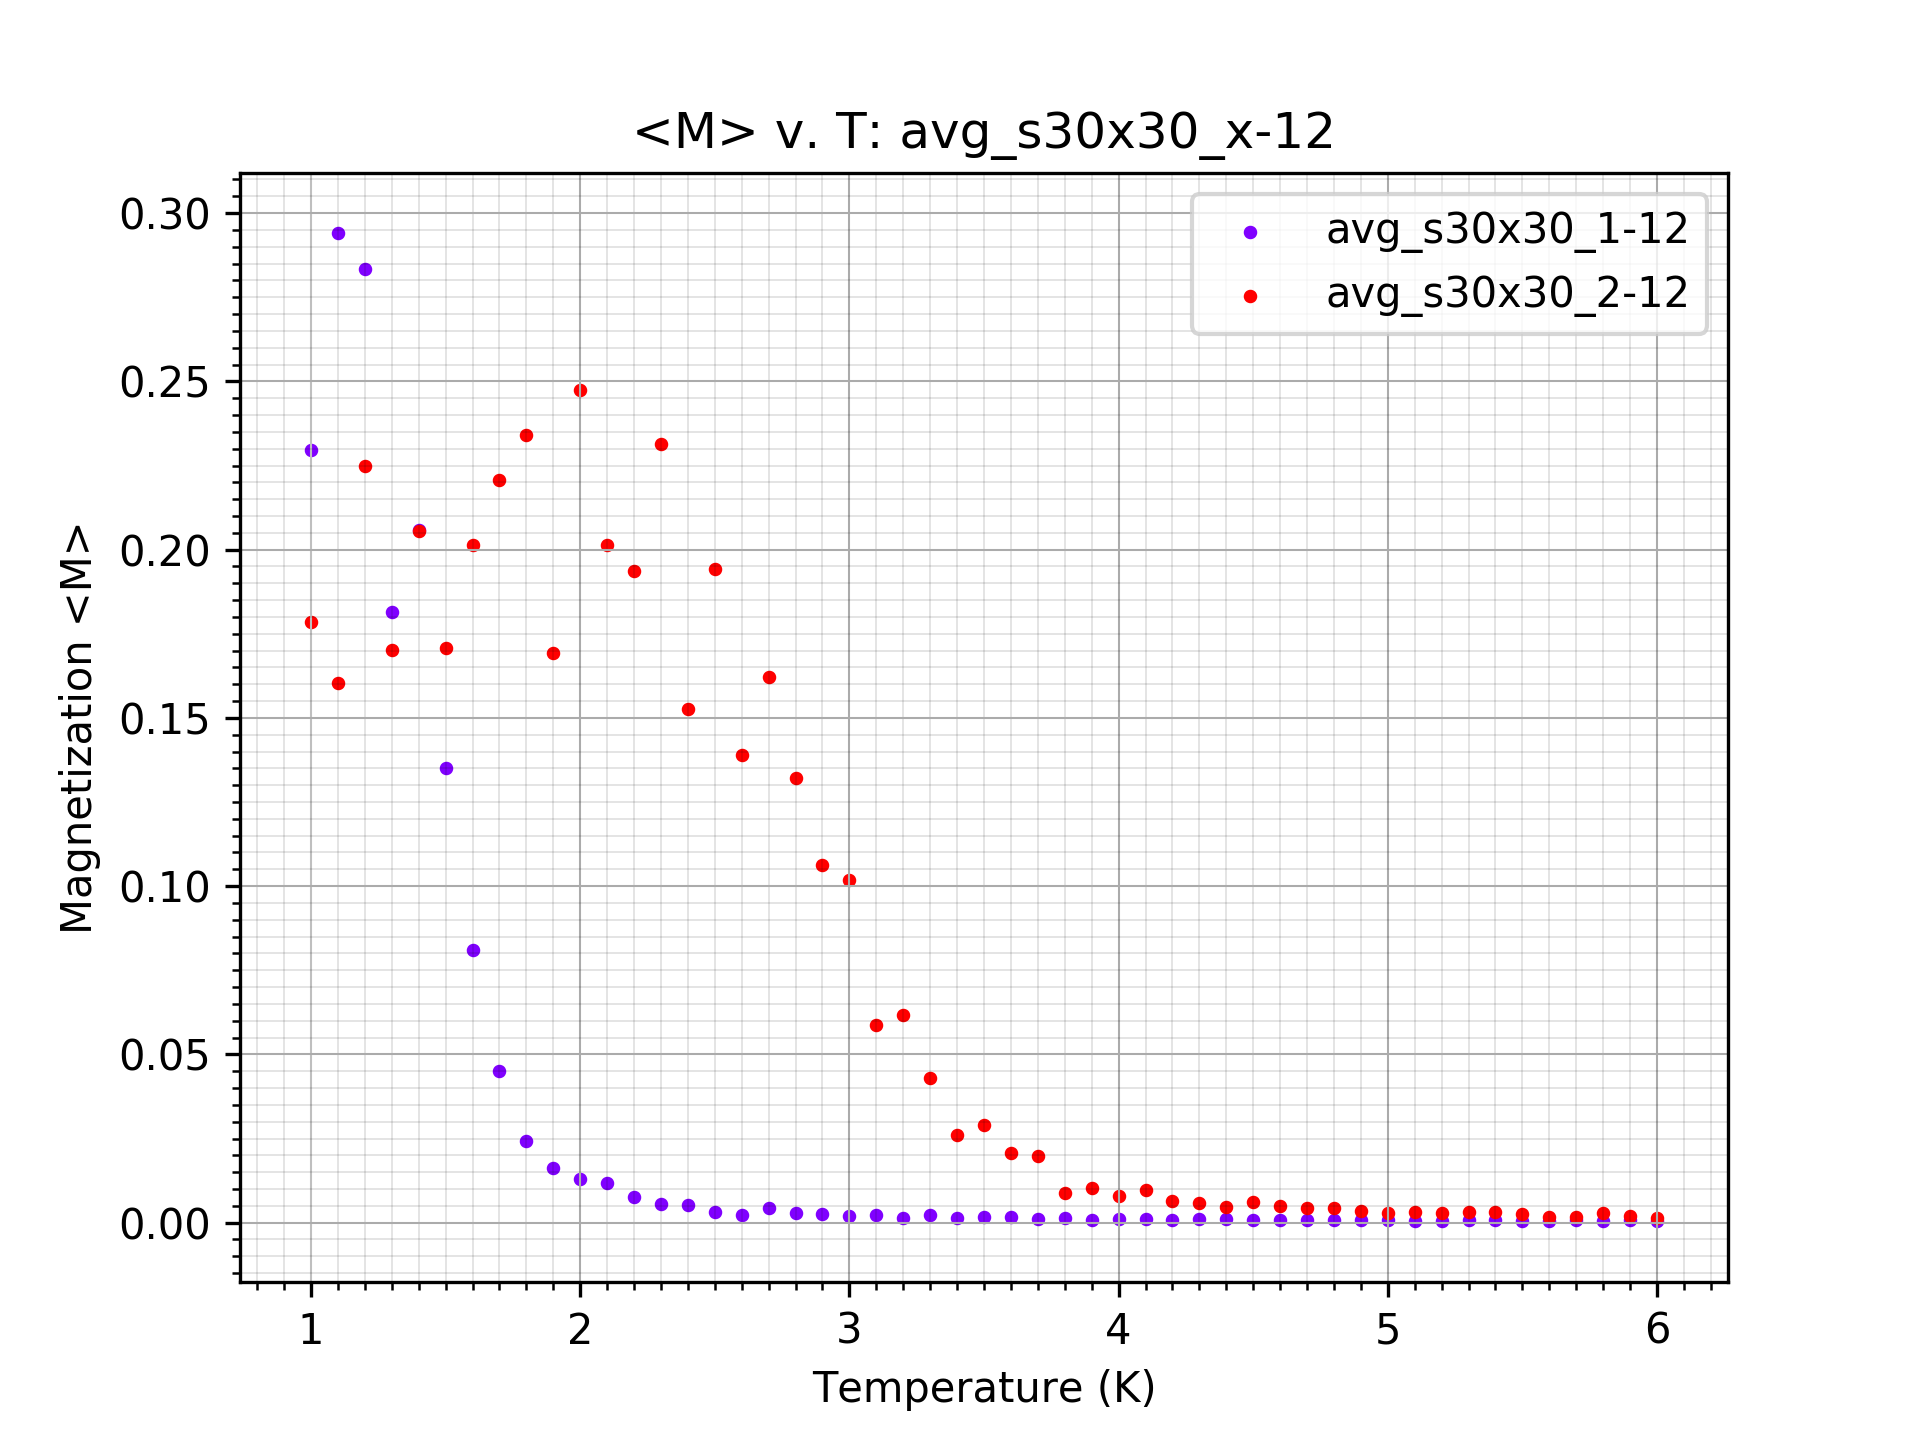 <M> v. T: avg_s30x30_x-12
avg_s30x30_1-12
avg_s30x30_2-12
0.30
0.25
0.20
0.15
0.10
0.05
0.00
Magnetization <M>
1 2 3 4 5 6
Temperature (K)